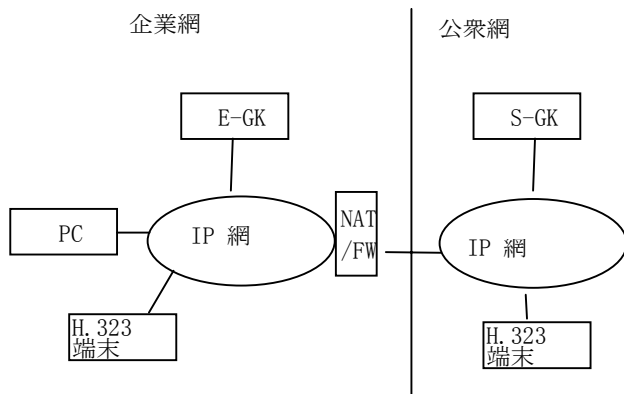 企業網
公衆網
E-GK
S-GK
PC
IP 網
NAT
/FW
IP 網
H.323
端末
H.323
端末